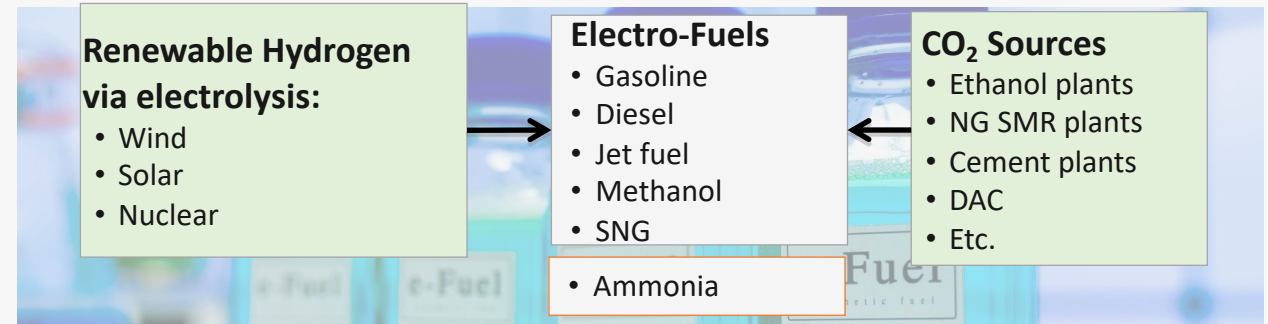 Renewable Hydrogen
via electrolysis:
• Wind
• Solar
• Nuclear
Electro-Fuels
• Gasoline
• Diesel
• Jet fuel
• Methanol
• SNG
• Ammonia
CO₂ Sources
• Ethanol plants
• NG SMR plants
• Cement plants
• DAC
• Etc.
e-Fuel
e-Fuel
Fuel